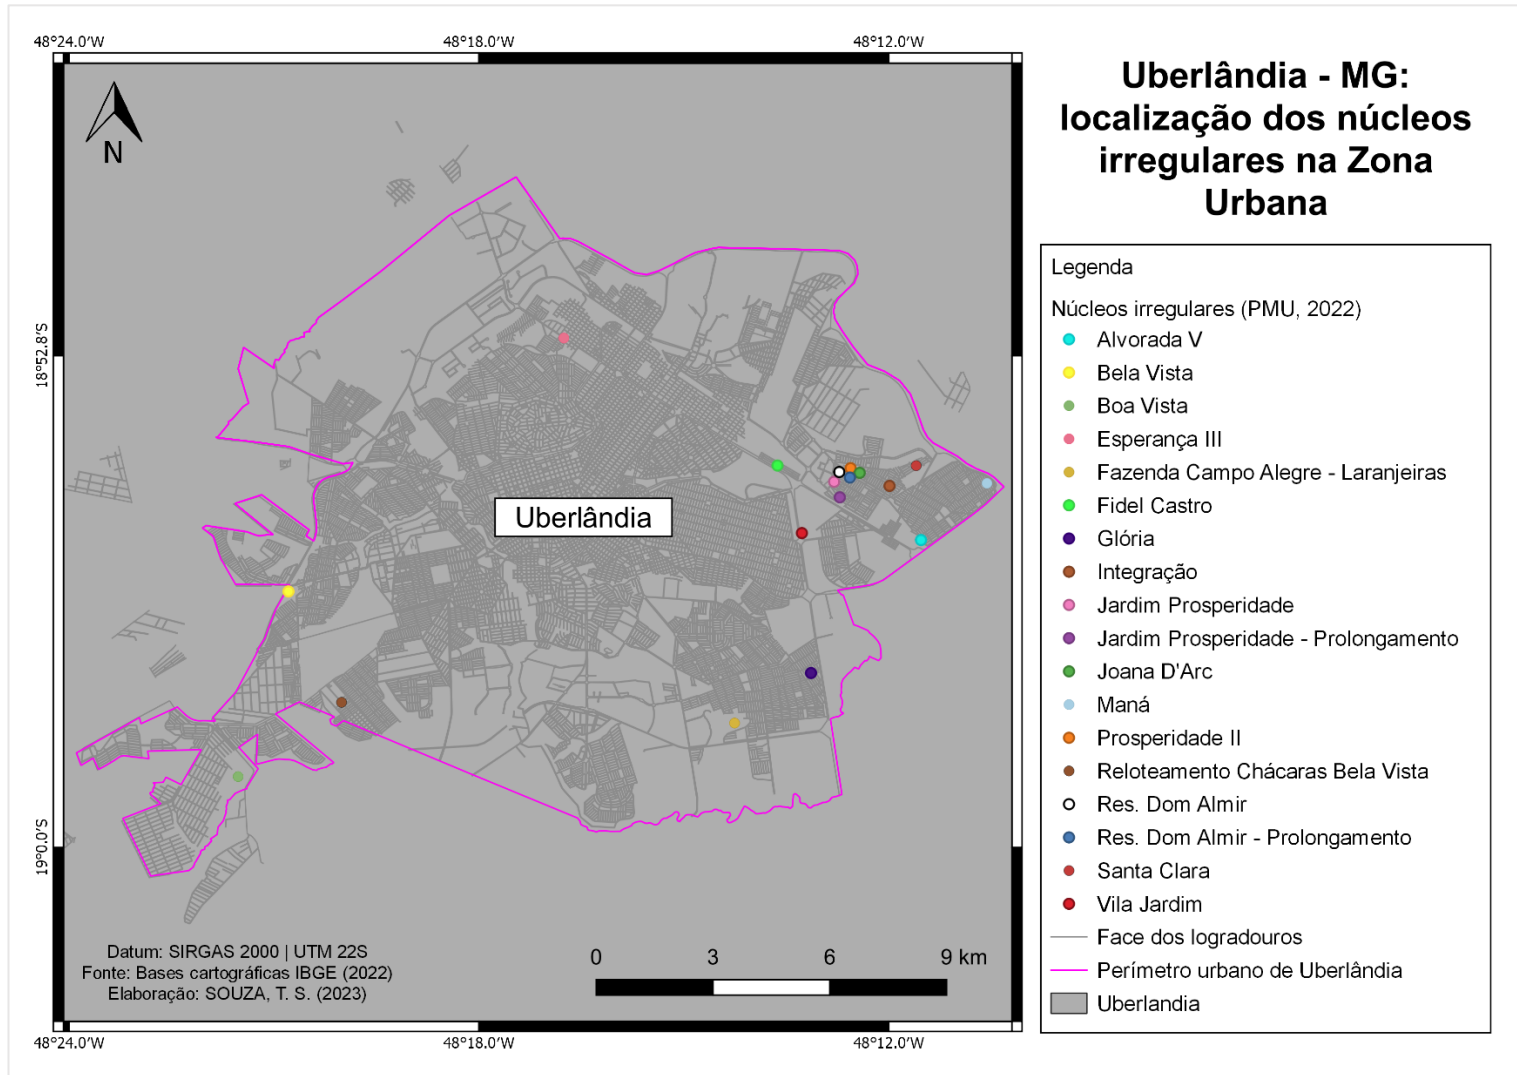 48°24.0'W
48°18.0'W
48°12.0'W
N
18°52.8'S
19°0.0'S
Uberlândia
Datum: SIRGAS 2000 | UTM 22S
Fonte: Bases cartográficas IBGE (2022)
Elaboração: SOUZA, T. S. (2023)
0
3
6
9 km
48°24.0'W
48°18.0'W
48°12.0'W
Uberlândia - MG:
localização dos núcleos
irregulares na Zona
Urbana
Legenda
Núcleos irregulares (PMU, 2022)
Alvorada V
Bela Vista
Boa Vista
Esperança III
Fazenda Campo Alegre - Laranjeiras
Fidel Castro
Glória
Integração
Jardim Prosperidade
Jardim Prosperidade - Prolongamento
Joana D'Arc
Maná
Prosperidade II
Reloteamento Chácaras Bela Vista
Res. Dom Almir
Res. Dom Almir - Prolongamento
Santa Clara
Vila Jardim
Face dos logradouros
Perímetro urbano de Uberlândia
Uberlandia